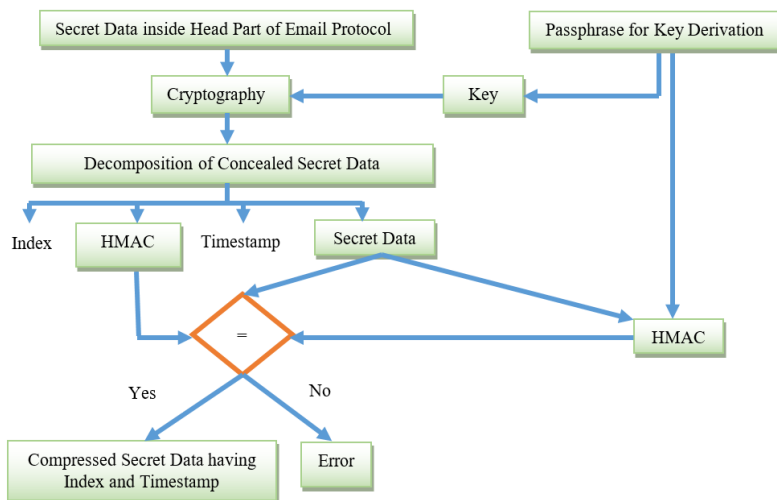 Secret Data inside Head Part of Email Protocol
Passphrase for Key Derivation
Cryptography
Key
Decomposition of Concealed Secret Data
Index
HMAC
Timestamp
Secret Data
=
HMAC
Yes
No
Compressed Secret Data having
Index and Timestamp
Error